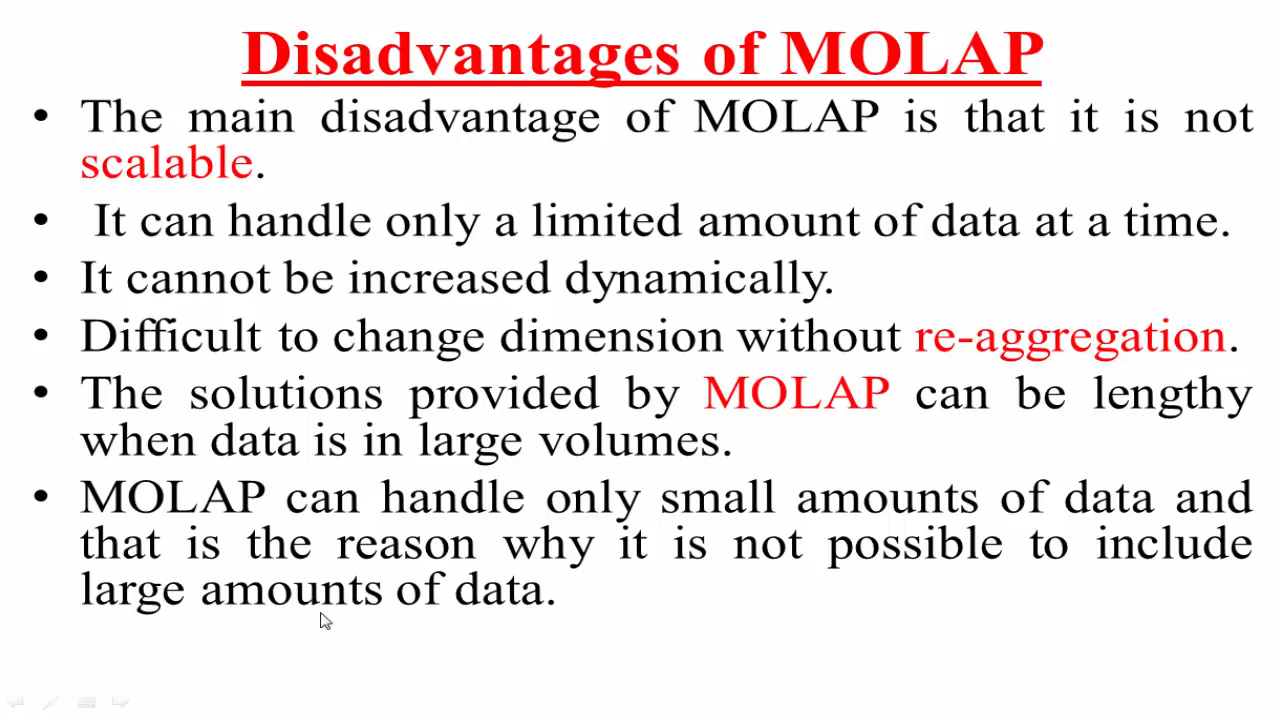 Disadvantages of MOLAP
• The main disadvantage of MOLAP is that it is not
scalable.
• It can handle only a limited amount of data at a time.
• It cannot be increased dynamically.
• Difficult to change dimension without re-aggregation.
• The solutions provided by MOLAP can be lengthy
when data is in large volumes.
• MOLAP can handle only small amounts of data and
that is the reason why it is not possible to include
large amounts of data.